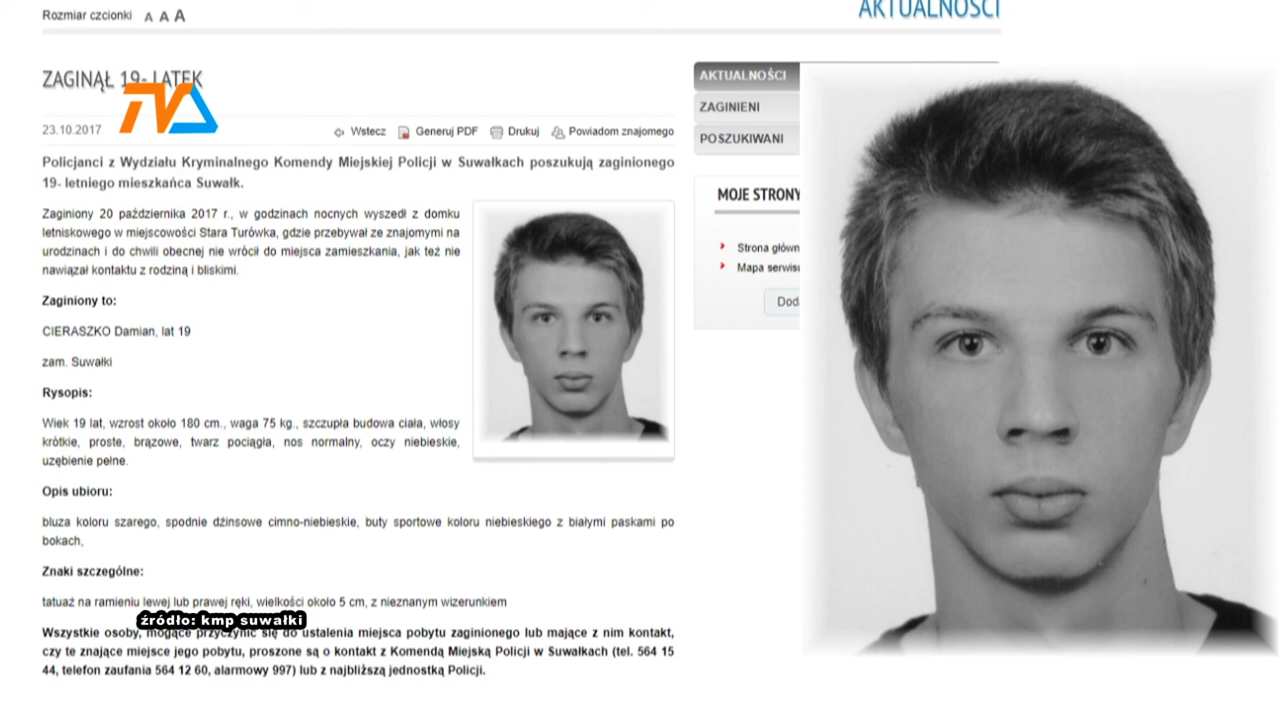 Rozmiar czcionki A A A
AKTUALNOŚCI
ZAGINĄŁ 19- LATEK
TVA
23.10.2017
Wstecz Generuj PDF Drukuj Powiadom znajomego
Policjanci z Wydziału Kryminalnego Komendy Miejskiej Policji w Suwałkach poszukują zaginionego
19- letniego mieszkańca Suwałk.
Zaginiony 20 października 2017 r., w godzinach nocnych wyszedł z domku
letniskowego w miejscowości Stara Turówka, gdzie przebywał ze znajomymi na
urodzinach i do chwili obecnej nie wrócił do miejsca zamieszkania, jak też nie
nawiązał kontaktu z rodziną i bliskimi.
Zaginiony to:
CIERASZKO Damian, lat 19
zam. Suwałki
Rysopis:
Wiek 19 lat, wzrost około 180 cm., waga 75 kg., szczupła budowa ciała, włosy
krótkie, proste, brązowe, twarz pociągła, nos normalny, oczy niebieskie,
uzębienie pełne.
Opis ubioru:
bluza koloru szarego, spodnie dżinsowe cimno-niebieskie, buty sportowe koloru niebieskiego z białymi paskami po
bokach,
Znaki szczególne:
tatuaż na ramieniu lewej lub prawej ręki, wielkości około 5 cm, z nieznanym wizerunkiem
źródło: kmp suwałki
Wszystkie osoby, mogące przyczynić się do ustalenia miejsca pobytu zaginionego lub mające z nim kontakt,
czy te znające miejsce jego pobytu, proszone są o kontakt z Komendą Miejską Policji w Suwałkach (tel. 564 15
44, telefon zaufania 564 12 60, alarmowy 997) lub z najbliższą jednostką Policji.
AKTUALNOŚCI
ZAGINIENI
POSZUKIWANI
MOJE STRONY
Strona główn
Mapa serwisu
Doda